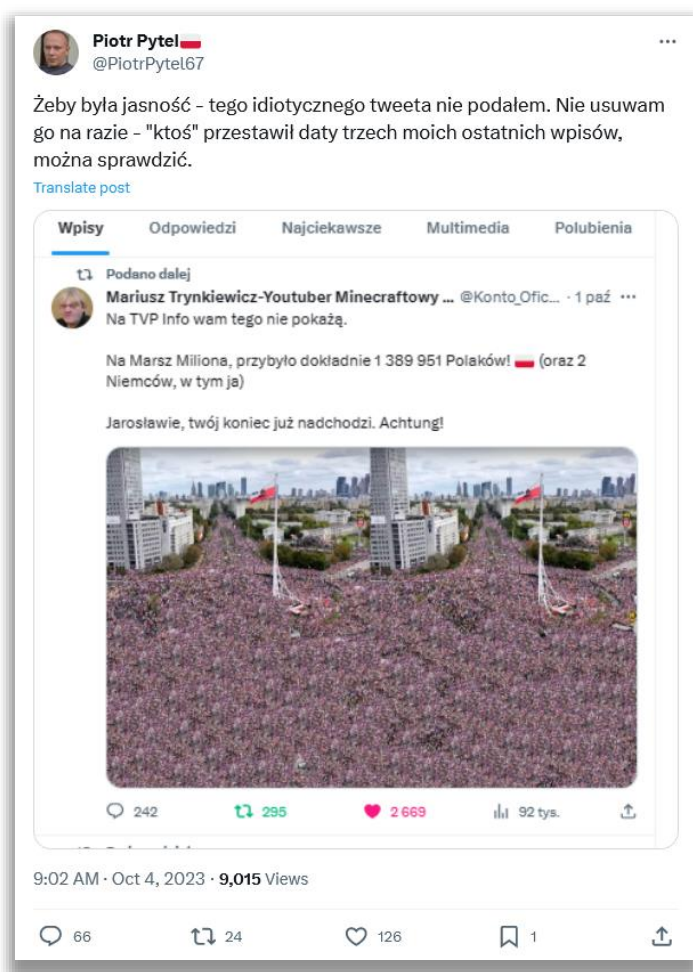 Piotr Pytel🇵🇱
@PiotrPytel67
Żeby była jasność - tego idiotycznego tweeta nie podałem. Nie usuwam
go na razie - "ktoś" przestawił daty trzech moich ostatnich wpisów,
można sprawdzić.
Translate post
Wpisy Odpowiedzi Najciekawsze Multimedia Polubienia
Podano dalej
Mariusz Trynkiewicz-Youtuber Minecraftowy ... @Konto_Ofic... · 1 paź ···
Na TVP Info wam tego nie pokażą.
Na Marsz Miliona, przybyło dokładnie 1 389 951 Polaków! 🇵🇱 (oraz 2
Niemców, w tym ja)
Jarosławie, twój koniec już nadchodzi. Achtung!
242 295 2 669 92 tys.
9:02 AM · Oct 4, 2023 · 9,015 Views
66 24 126 1